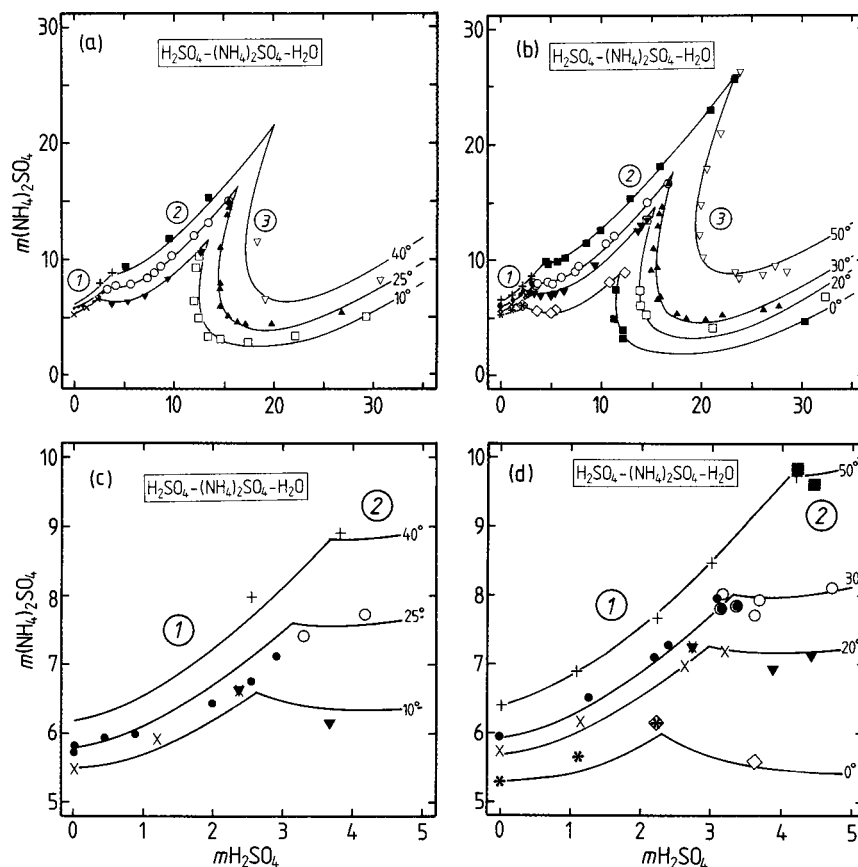 (a)
H₂SO₄–(NH₄)₂SO₄–H₂O
m(NH₄)₂SO₄
30
20
10
0
0 10 20 30
1
2
3
40°
25°
10°
(b)
H₂SO₄–(NH₄)₂SO₄–H₂O
30
20
10
0
0 10 20 30
1
2
3
50°
30°
20°
0°
(c)
H₂SO₄–(NH₄)₂SO₄–H₂O
m(NH₄)₂SO₄
10
9
8
7
6
5
0 1 2 3 4 5
mH₂SO₄
1
2
40°
25°
10°
(d)
H₂SO₄–(NH₄)₂SO₄–H₂O
10
9
8
7
6
5
0 1 2 3 4 5
mH₂SO₄
1
2
50°
30°
20°
0°